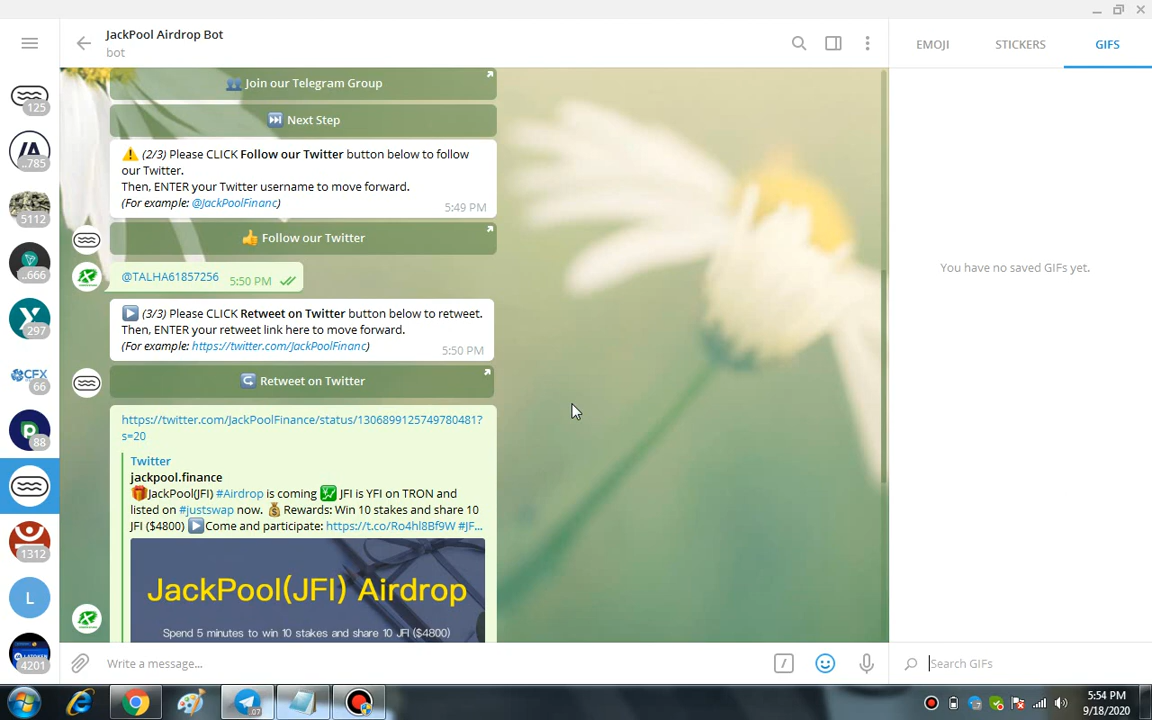 JackPool Airdrop Bot
bot
EMOJI
STICKERS
GIFS
125
..785
5112
..666
297
CFX
66
88
1312
L
4201
Join our Telegram Group
Next Step
(2/3) Please CLICK Follow our Twitter button below to follow
our Twitter.
Then, ENTER your Twitter username to move forward.
(For example: @JackPoolFinanc)
5:49 PM
Follow our Twitter
@TALHA61857256
5:50 PM
(3/3) Please CLICK Retweet on Twitter button below to retweet.
Then, ENTER your retweet link here to move forward.
(For example: https://twitter.com/JackPoolFinanc)
5:50 PM
Retweet on Twitter
https://twitter.com/JackPoolFinance/status/1306899125749780481?
s=20
Twitter
jackpool.finance
JackPool(JFI) #Airdrop is coming JFI is YFI on TRON and
listed on #justswap now. Rewards: Win 10 stakes and share 10
JFI ($4800) Come and participate: https://t.co/Ro4hl8Bf9W #JF...
JackPool(JFI) Airdrop
Spend 5 minutes to win 10 stakes and share 10 JFI ($4800)
You have no saved GIFs yet.
Write a message...
Search GIFs
07
5:54 PM
9/18/2020